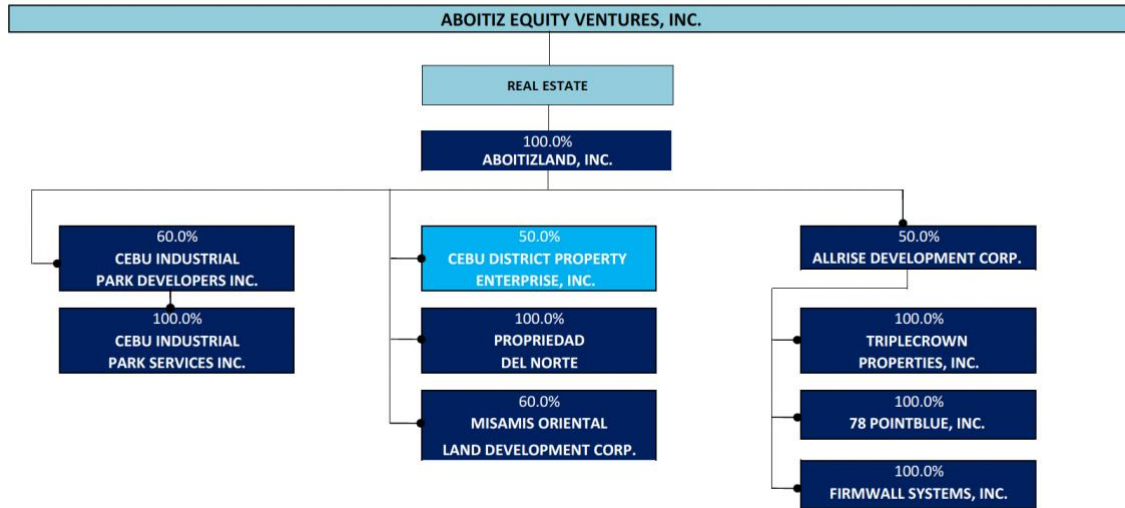 ABOITIZ EQUITY VENTURES, INC.
REAL ESTATE
100.0%
ABOITIZLAND, INC.
60.0%
CEBU INDUSTRIAL
PARK DEVELOPERS INC.
100.0%
CEBU INDUSTRIAL
PARK SERVICES INC.
50.0%
CEBU DISTRICT PROPERTY
ENTERPRISE, INC.
100.0%
PROPRIEDAD
DEL NORTE
60.0%
MISAMIS ORIENTAL
LAND DEVELOPMENT CORP.
50.0%
ALLRISE DEVELOPMENT CORP.
100.0%
TRIPLECROWN
PROPERTIES, INC.
100.0%
78 POINTBLUE, INC.
100.0%
FIRMWALL SYSTEMS, INC.